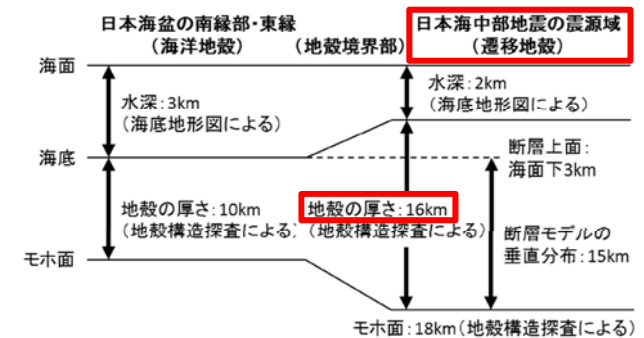 日本海盆の南縁部・東縁
（海洋地殻）
（地殻境界部）
日本海中部地震の震源域
（遷移地殻）
海面
水深：3km
（海底地形図による）
水深：2km
（海底地形図による）
海底
断層上面：
海面下3km
地殻の厚さ：10km
（地殻構造探査による）
地殻の厚さ：16km
（地殻構造探査による）
断層モデルの
垂直分布：15km
モホ面
モホ面：18km（地殻構造探査による）